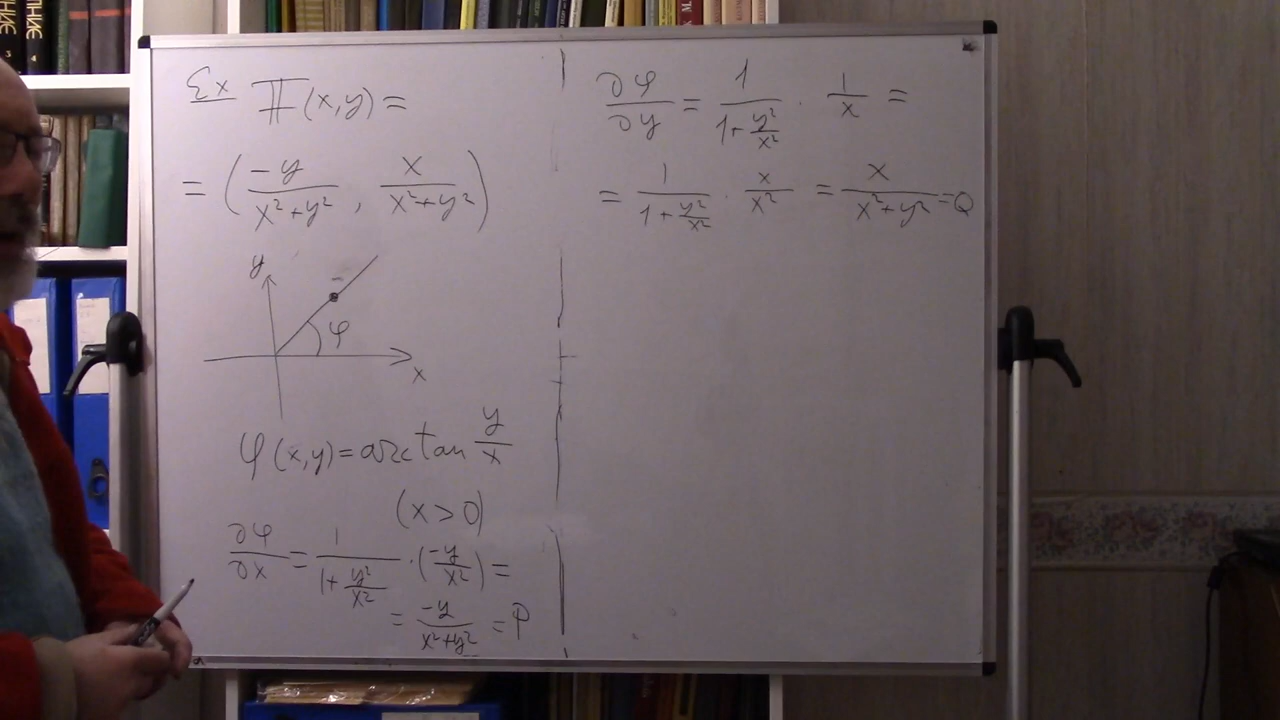 Ex F(x,y) =
= (-y/(x²+y²), x/(x²+y²))
y
φ
x
φ(x,y) = arctan y/x
(x > 0)
∂φ/∂x = 1/(1+y²/x²) · (-y/x²) =
= -y/(x²+y²) = P
∂φ/∂y = 1/(1+y²/x²) · 1/x =
= 1/(1+y²/x²) · x/x² = x/(x²+y²) = Q